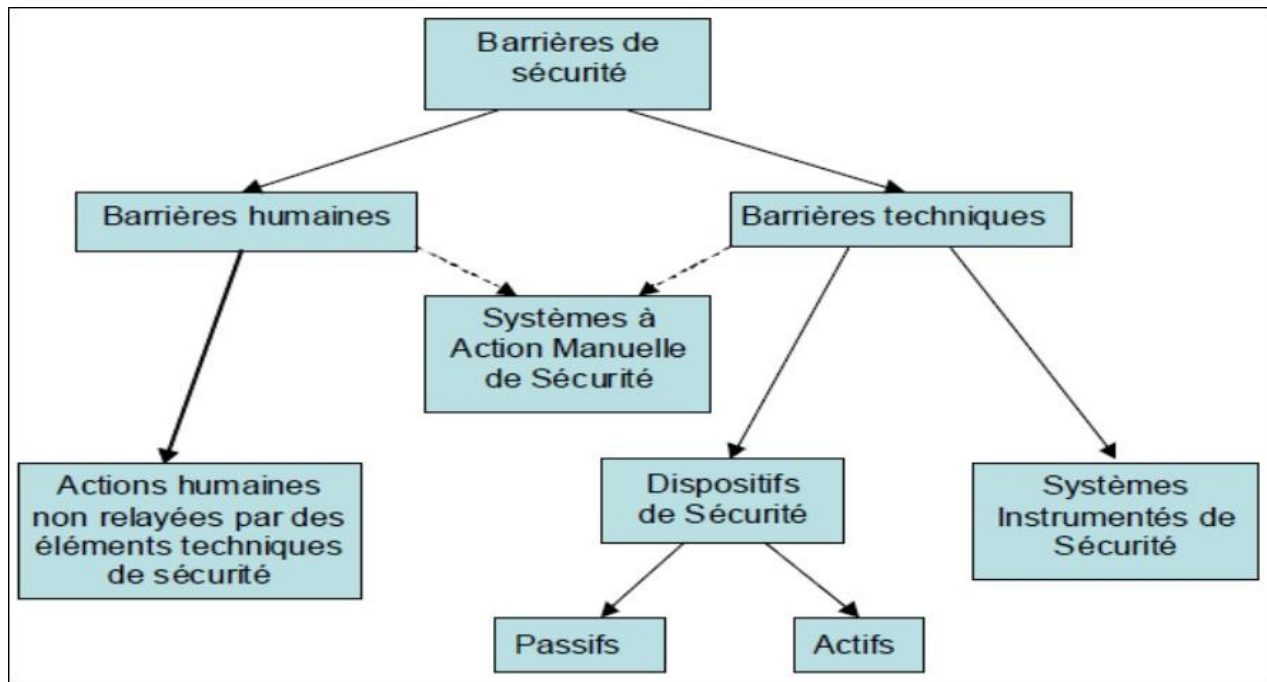 Barrières de
sécurité
Barrières humaines
Barrières techniques
Systèmes à
Action Manuelle
de Sécurité
Actions humaines
non relayées par des
éléments techniques
de sécurité
Dispositifs
de Sécurité
Systèmes
Instrumentés de
Sécurité
Passifs
Actifs